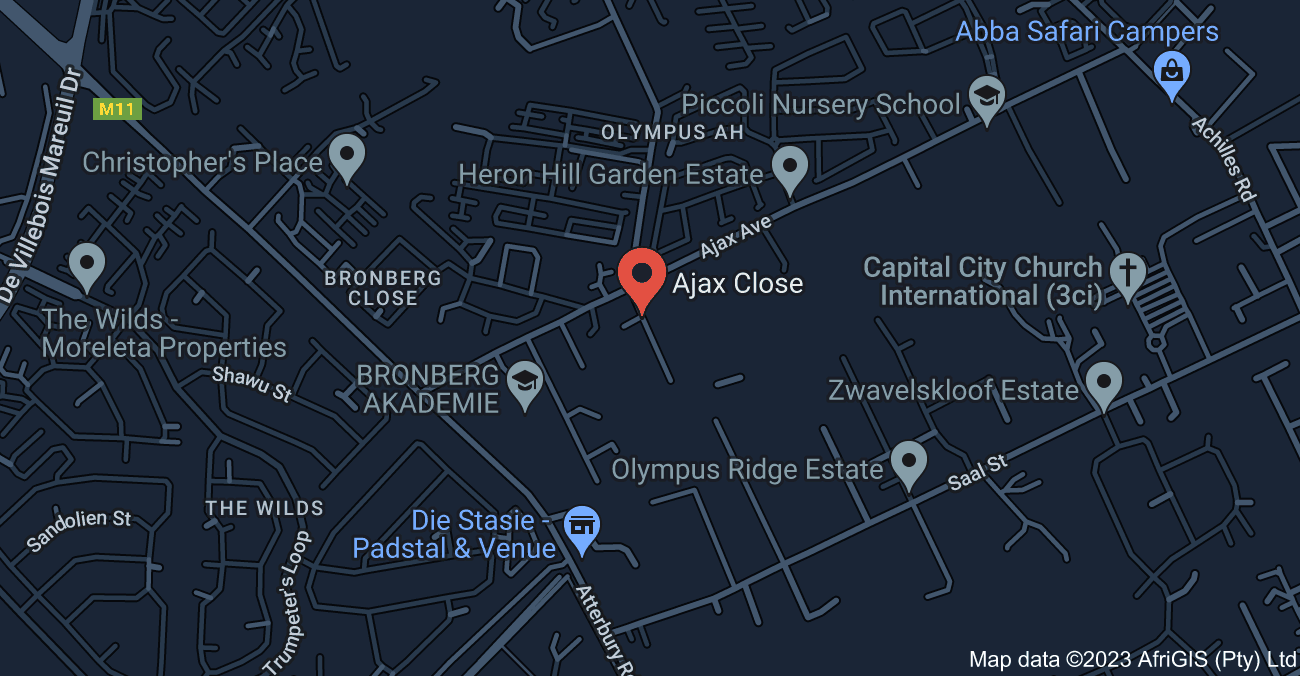 Abba Safari Campers
De Villebois Mareuil Dr
M11
Piccoli Nursery School
OLYMPUS AH
Achilles Rd
Christopher's Place
Heron Hill Garden Estate
Ajax Ave
BRONBERG
CLOSE
Ajax Close
Capital City Church
International (3ci)
The Wilds -
Moreleta Properties
Shawu St
BRONBERG
AKADEMIE
Zwavelskloof Estate
Olympus Ridge Estate
Saal St
THE WILDS
Sandolien St
Die Stasie -
Padstal & Venue
Trumpeter's Loop
Atterbury R
Map data ©2023 AfriGIS (Pty) Ltd